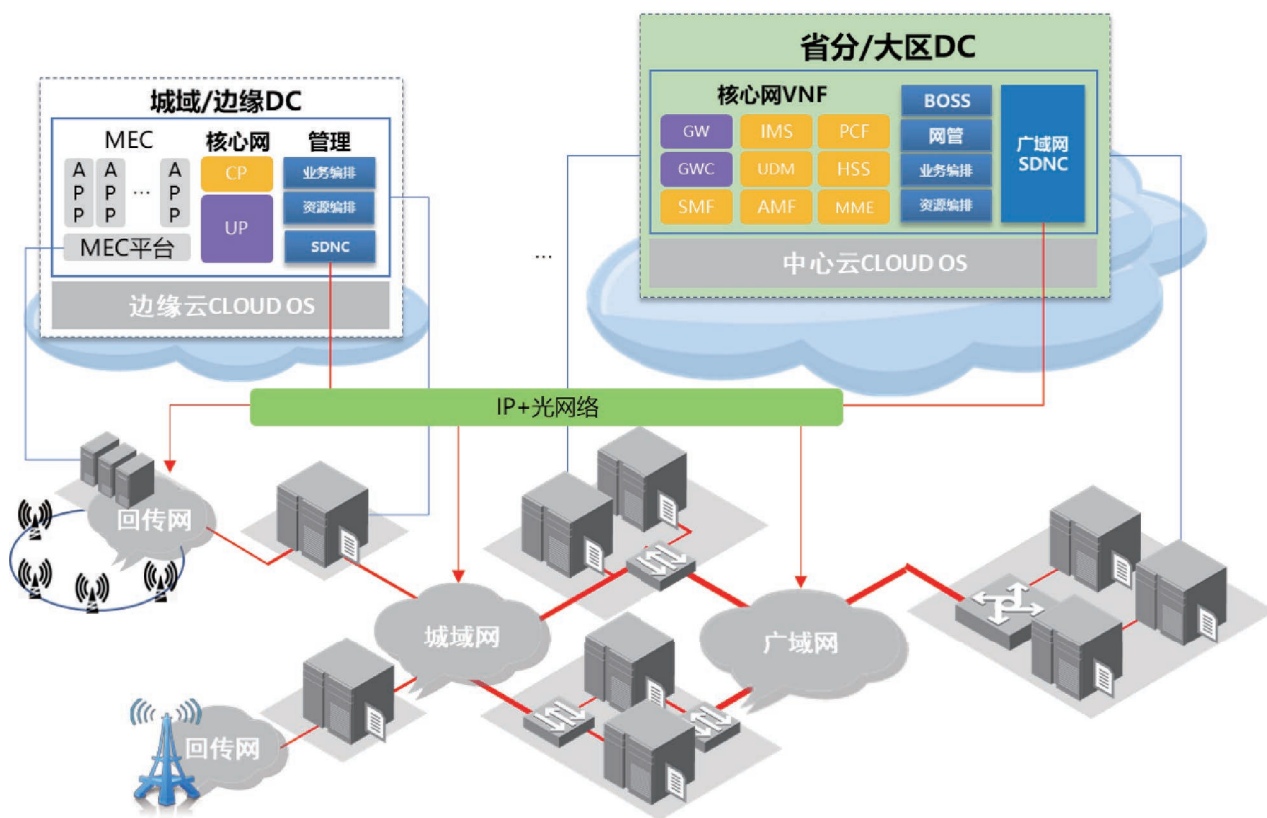 城域/边缘DC
MEC
核心网
管理
APP
APP
...
APP
CP
UP
业务编排
资源编排
SDNC
MEC平台
边缘云CLOUD OS
...
省分/大区DC
核心网VNF
GW
IMS
PCF
GWC
UDM
HSS
SMF
AMF
MME
BOSS
网管
业务编排
资源编排
广域网
SDNC
中心云CLOUD OS
IP+光网络
回传网
城域网
广域网
回传网